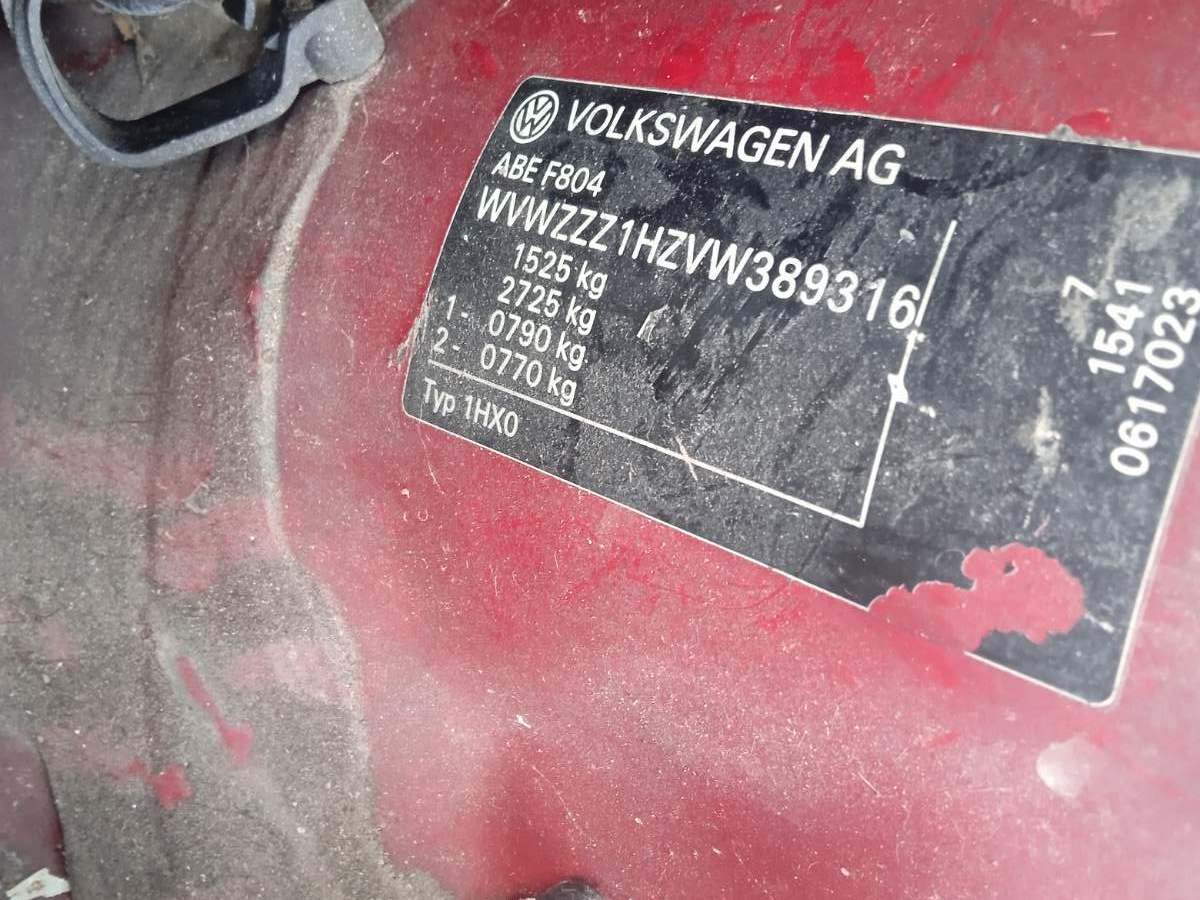 VOLKSWAGEN AG
ABE F804
WVWZZZ1HZVW389316
1525 kg
2725 kg
1 - 0790 kg
2 - 0770 kg
Typ 1HX0
7
1541
0617023